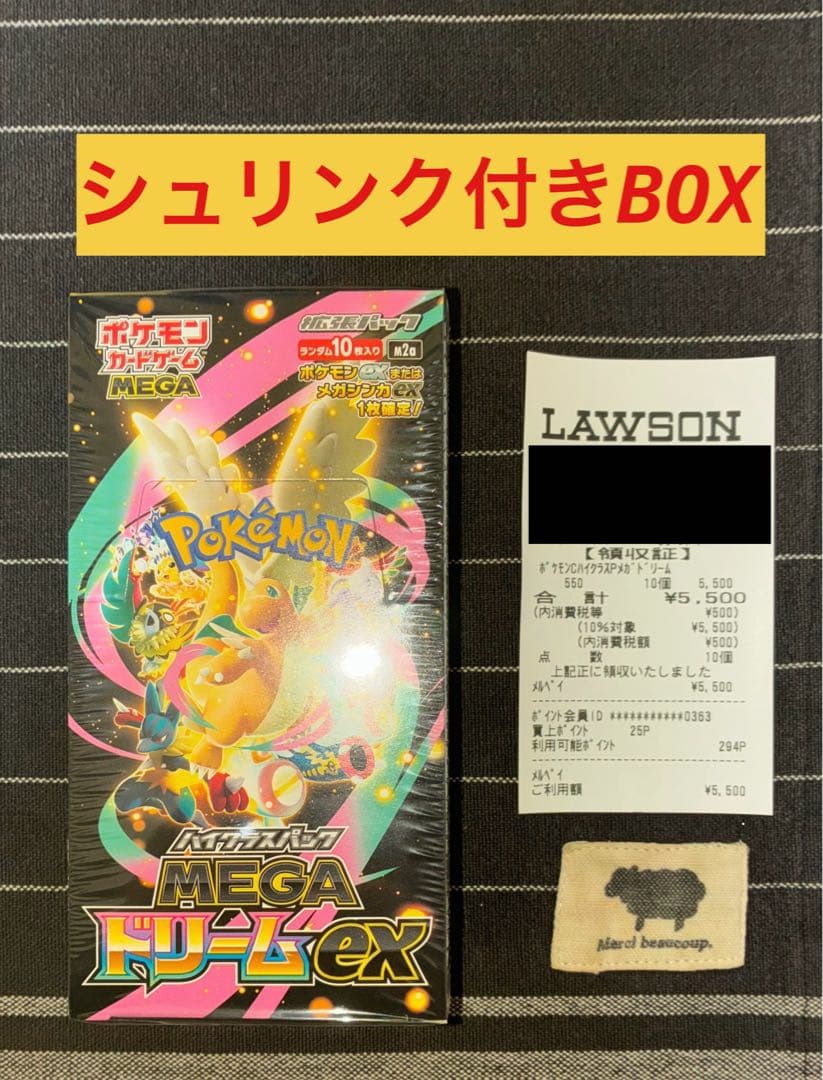 シュリンク付きBOX
ポケモン
カードゲーム
MEGA
拡張パック
ランダム10枚入り M2a
ポケモンexまたは
メガシンカex
1枚確定!
POKéMON
ハイクラスパック
MEGA
ドリームex
LAWSON
【領収証】
ポケモンCハイクラスPメガドリーム
550 10個 5,500
合 計 ¥5,500
(内消費税等 ¥500)
(10%対象 ¥5,500)
(内消費税額 ¥500)
点 数 10個
上記正に領収いたしました
メルペイ ¥5,500
ポイント会員ID ***********0363
買上ポイント 25P
利用可能ポイント 294P
メルペイ
ご利用額 ¥5,500
Merci beaucoup.